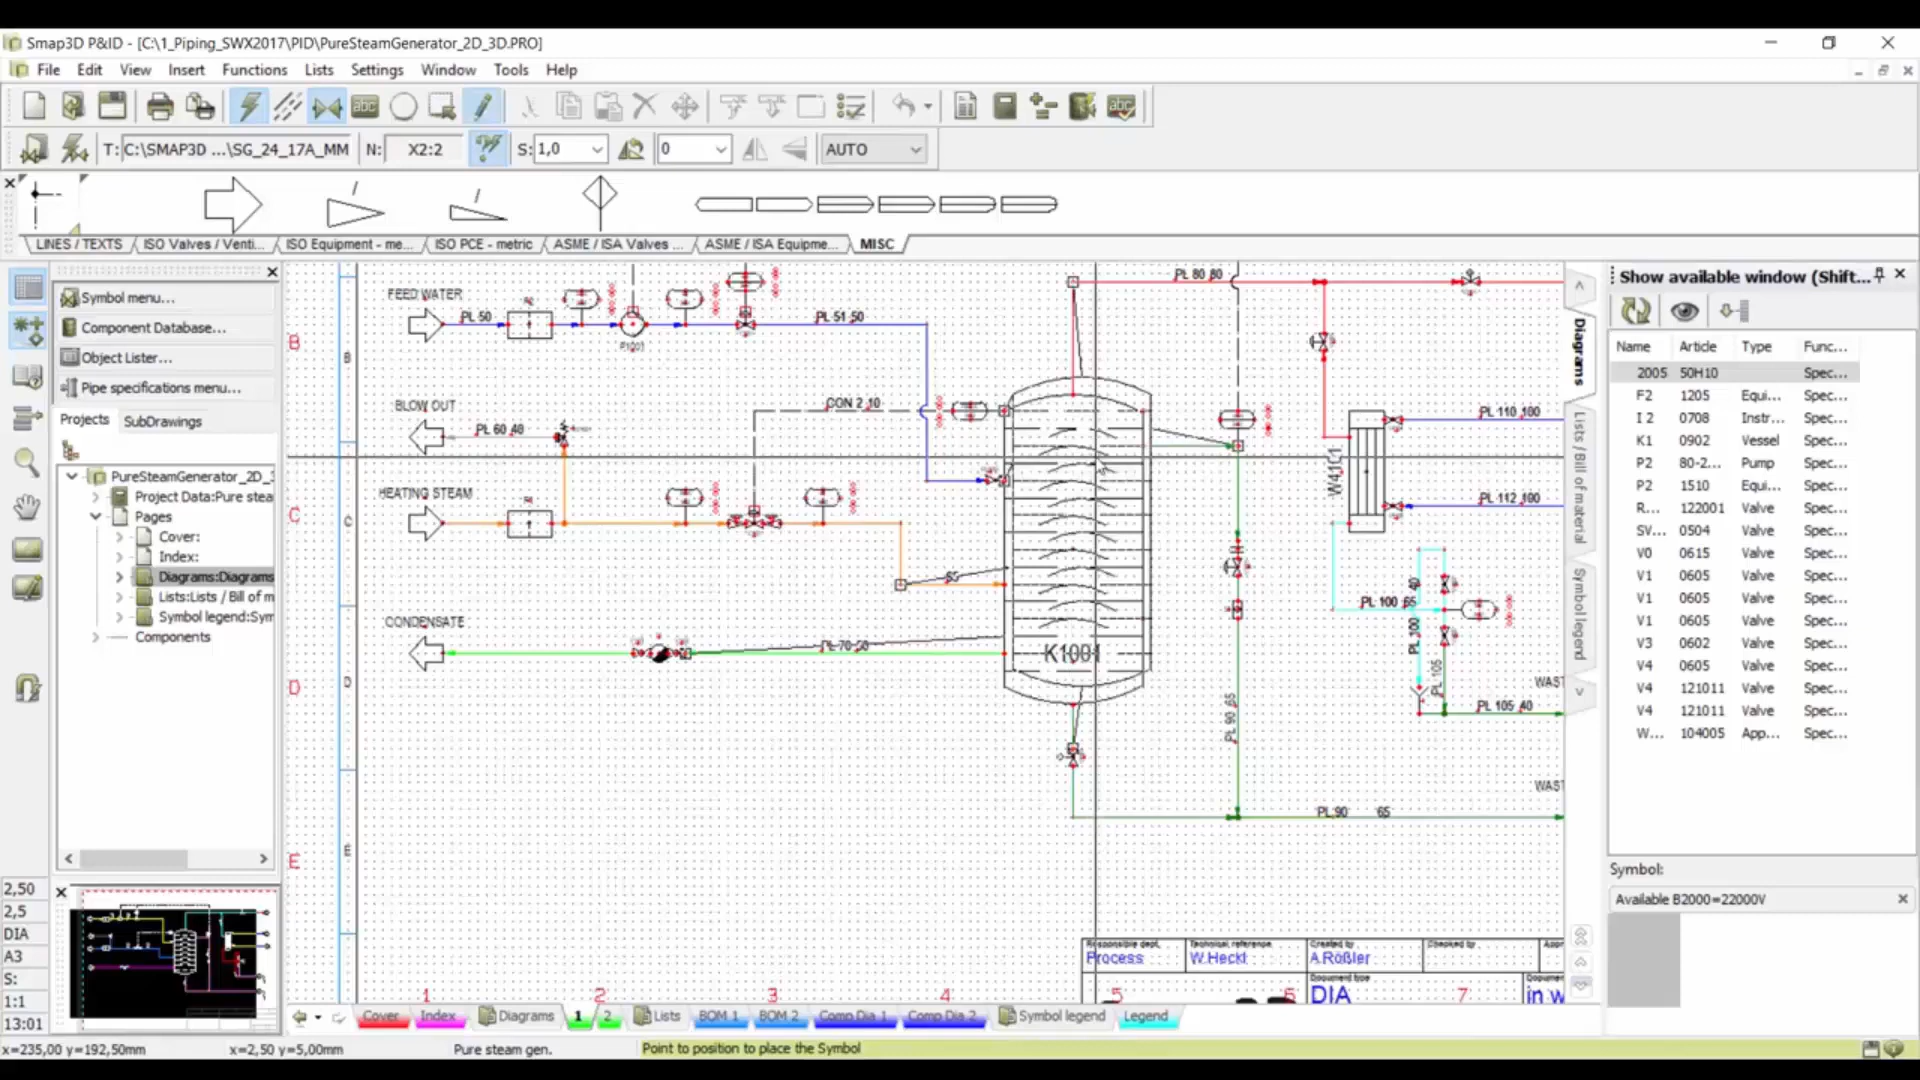 Smap3D P&ID - [C:\1_Piping_SWX2017\PID\PureSteamGenerator_2D_3D.PRO]
File Edit View Insert Functions Lists Settings Window Tools Help
T: C:\SMAP3D ...\SG_24_17A_MM N: X2:2 S: 1,0 0 AUTO
LINES / TEXTS ISO Valves / Venti... ISO Equipment - me... ISO PCE - metric ASME / ISA Valves ... ASME / ISA Equipme... MISC
Symbol menu...
Component Database...
Object Lister...
Pipe specifications menu...
Projects SubDrawings
PureSteamGenerator_2D_3
Project Data:Pure stea
Pages
Cover:
Index:
Diagrams:Diagrams
Lists:Lists / Bill of m
Symbol legend:Sym
Components
2,50
2,5
DIA
A3
S:
1:1
13:01
B
C
D
E
B
C
D
E
FEED WATER
PL 50
P1001
PL 51 50
BLOW OUT
PL 60 40
CON 2 10
HEATING STEAM
65
CONDENSATE
PL 70 50
K1001
PL 80 80
W4101
PL 110 100
PL 112 100
PL 100 65
PL 100 40
PL 105
PL 105 40
PL 90 65
PL 90 65
WAST
WAST
Responsible dept.
Process
Technical reference
W.Heckl
Created by
A.Rößler
Checked by
Document type
DIA
in w
1 2 3 4 5 6 7
Diagrams
Lists / Bill of material
Symbol legend
Show available window (Shift...
Name Article Type Func...
2005 50H10 Spec...
F2 1205 Equi... Spec...
I 2 0708 Instr... Spec...
K1 0902 Vessel Spec...
P2 80-2... Pump Spec...
P2 1510 Equi... Spec...
R... 122001 Valve Spec...
SV... 0504 Valve Spec...
V0 0615 Valve Spec...
V1 0605 Valve Spec...
V1 0605 Valve Spec...
V1 0605 Valve Spec...
V3 0602 Valve Spec...
V4 0605 Valve Spec...
V4 121011 Valve Spec...
V4 121011 Valve Spec...
W... 104005 App... Spec...
Symbol:
Available B2000=22000V
Cover Index Diagrams 1 2 Lists BOM 1 BOM 2 Comp Dia 1 Comp Dia 2 Symbol legend Legend
x=235,00 y=192,50mm x=2,50 y=5,00mm Pure steam gen. Point to position to place the Symbol